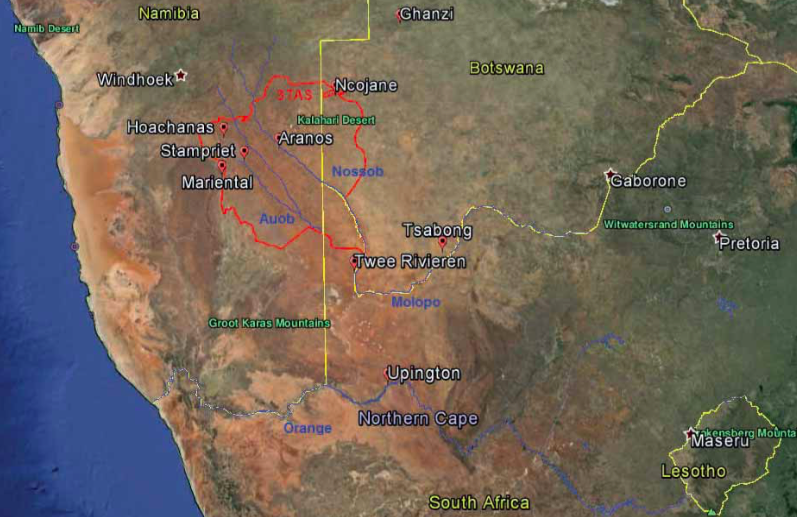 Namibia
Ghanzi
Namib Desert
Windhoek
Botswana
Ncojane
STAS
Kalahari Desert
Hoachanas
Aranos
Stampriet
Nossob
Mariental
Gaborone
Auob
Witwatersrand Mountains
Tsabong
Pretoria
Twee Rivieren
Molopo
Groot Karas Mountains
Upington
Northern Cape
Orange
Maseru
Lesotho
South Africa